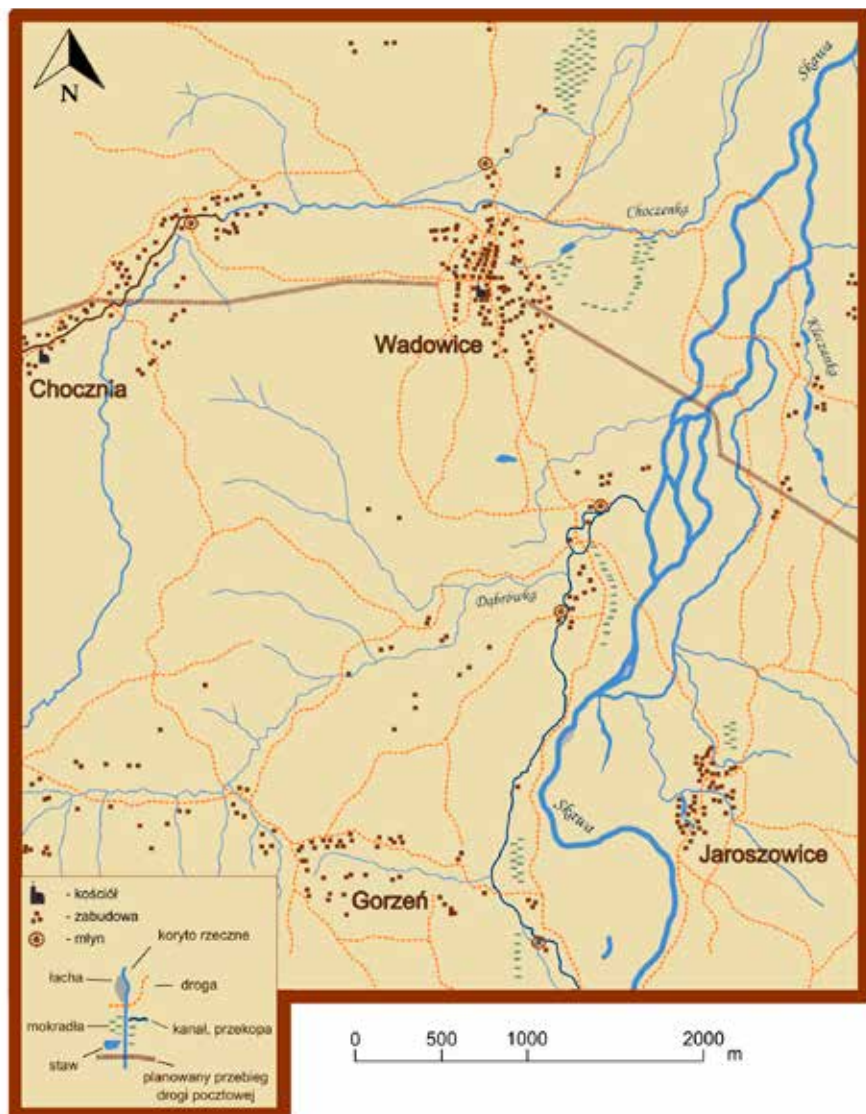 N
Skawa
Choczenka
Kleczanka
Wadowice
Chocznia
Dąbrówka
Skawa
Jaroszowice
Gorzeń
- kościół
- zabudowa
- młyn
koryto rzeczne
łacha
droga
mokradła
kanał, przekopa
staw
planowany przebieg
drogi pocztowej
0 500 1000 2000
m